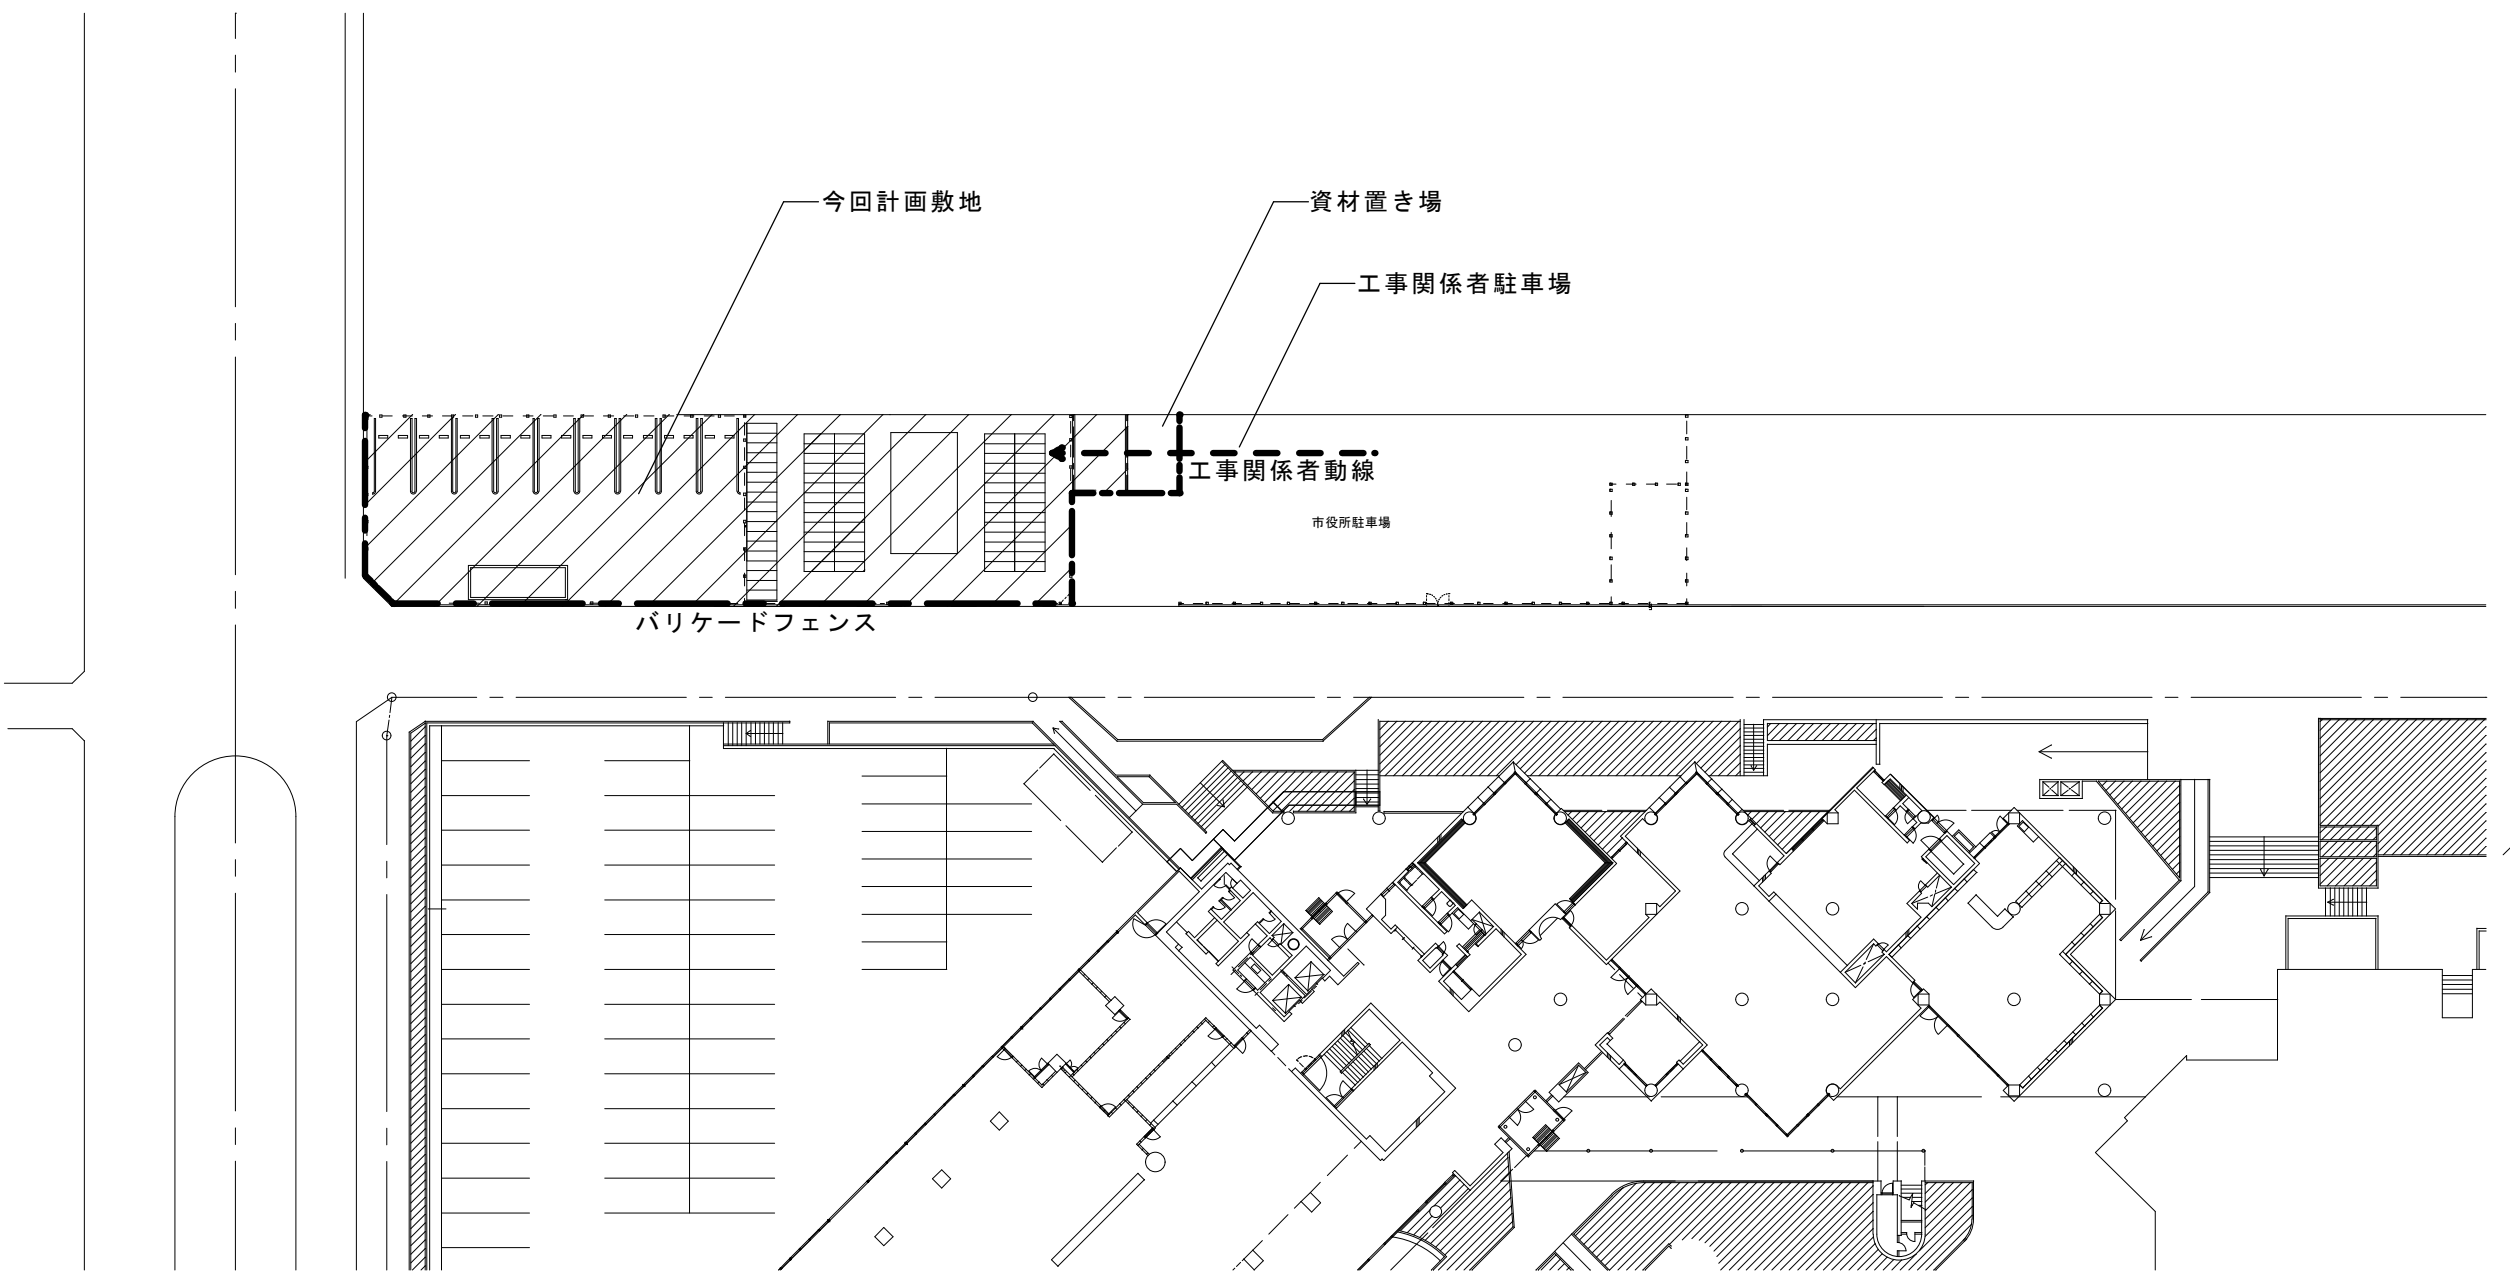 今回計画敷地
資材置き場
工事関係者駐車場
工事関係者動線
市役所駐車場
バリケードフェンス